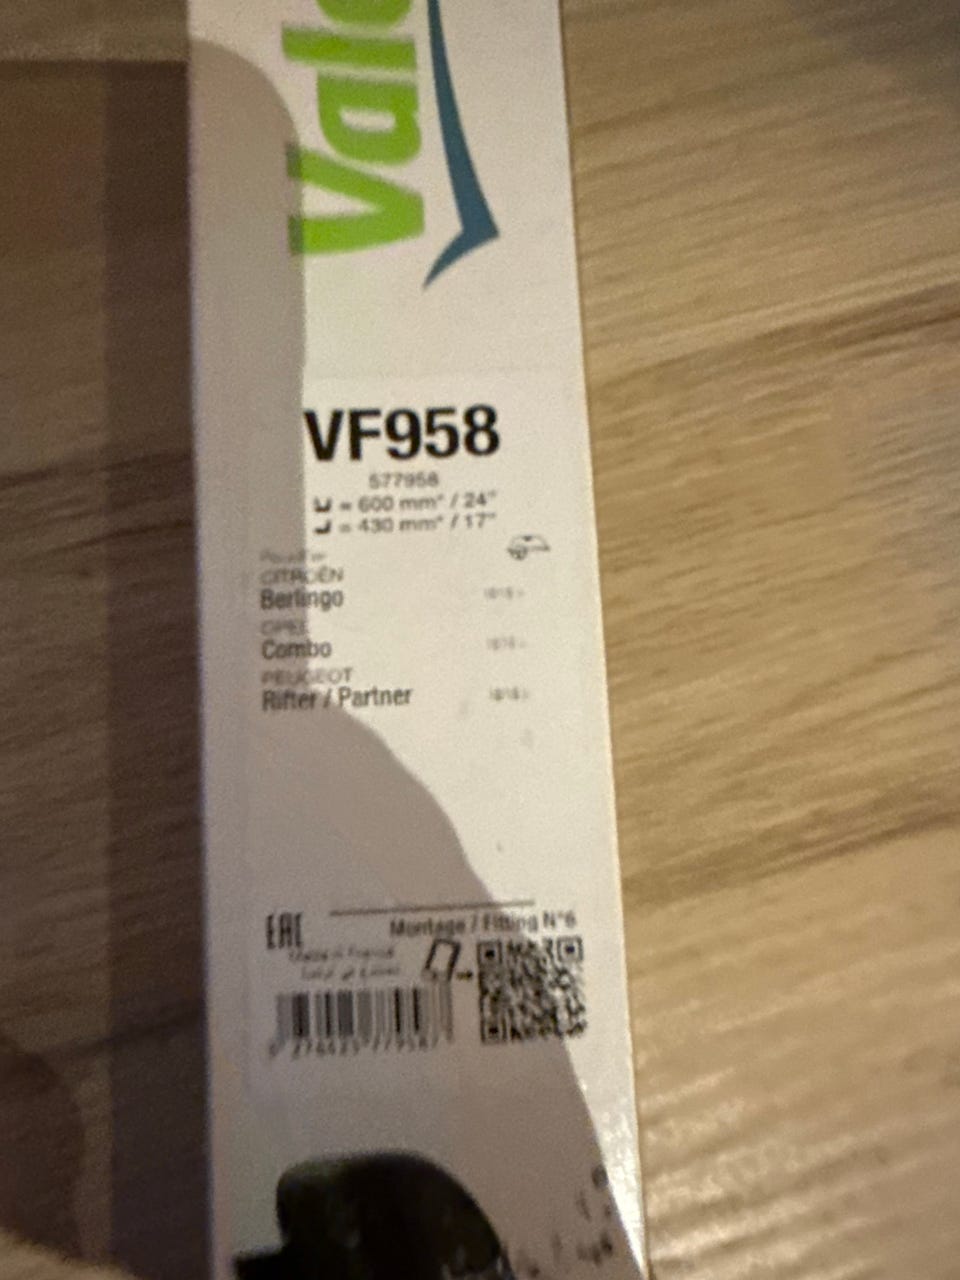 Vale
VF958
577958
= 600 mm* / 24"
= 430 mm* / 17"
CITROËN
Berlingo
OPEL
Combo
PEUGEOT
Rifter / Partner
EAC
Montage / Fitting N°6
Made in France